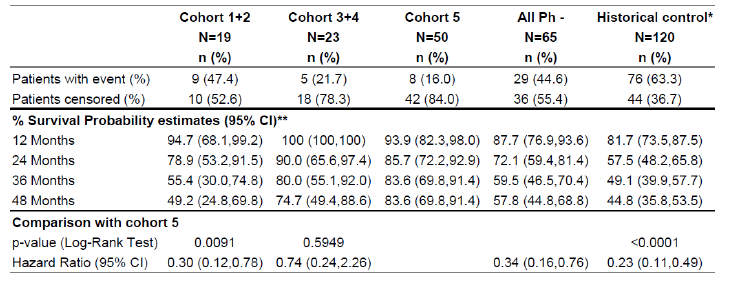 Cohort 1+2 Cohort 3+4 Cohort 5 All Ph - Historical control*
N=19 N=23 N=50 N=65 N=120
n (%) n (%) n (%) n (%) n (%)
Patients with event (%) 9 (47.4) 5 (21.7) 8 (16.0) 29 (44.6) 76 (63.3)
Patients censored (%) 10 (52.6) 18 (78.3) 42 (84.0) 36 (55.4) 44 (36.7)
% Survival Probability estimates (95% CI)**
12 Months 94.7 (68.1,99.2) 100 (100,100) 93.9 (82.3,98.0) 87.7 (76.9,93.6) 81.7 (73.5,87.5)
24 Months 78.9 (53.2,91.5) 90.0 (65.6,97.4) 85.7 (72.2,92.9) 72.1 (59.4,81.4) 57.5 (48.2,65.8)
36 Months 55.4 (30.0,74.8) 80.0 (55.1,92.0) 83.6 (69.8,91.4) 59.5 (46.5,70.4) 49.1 (39.9,57.7)
48 Months 49.2 (24.8,69.8) 74.7 (49.4,88.6) 83.6 (69.8,91.4) 57.8 (44.8,68.8) 44.8 (35.8,53.5)
Comparison with cohort 5
p-value (Log-Rank Test) 0.0091 0.5949 <0.0001
Hazard Ratio (95% CI) 0.30 (0.12,0.78) 0.74 (0.24,2.26) 0.34 (0.16,0.76) 0.23 (0.11,0.49)